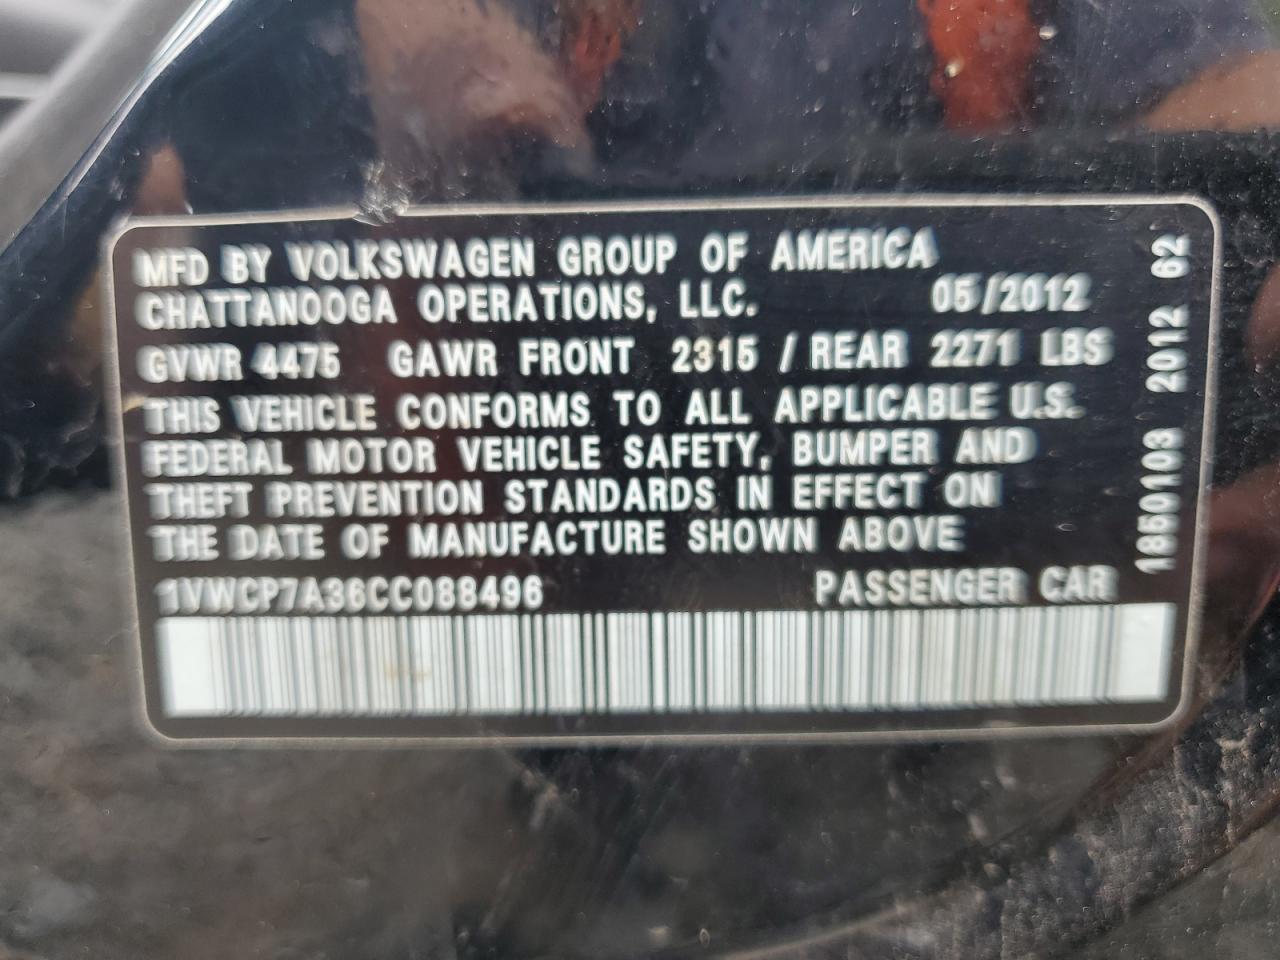 MFD BY VOLKSWAGEN GROUP OF AMERICA
CHATTANOOGA OPERATIONS, LLC. 05/2012
GVWR 4475 GAWR FRONT 2315 / REAR 2271 LBS
THIS VEHICLE CONFORMS TO ALL APPLICABLE U.S.
FEDERAL MOTOR VEHICLE SAFETY, BUMPER AND
THEFT PREVENTION STANDARDS IN EFFECT ON
THE DATE OF MANUFACTURE SHOWN ABOVE
1VWCP7A36CC088496 PASSENGER CAR
1850103 2012 62